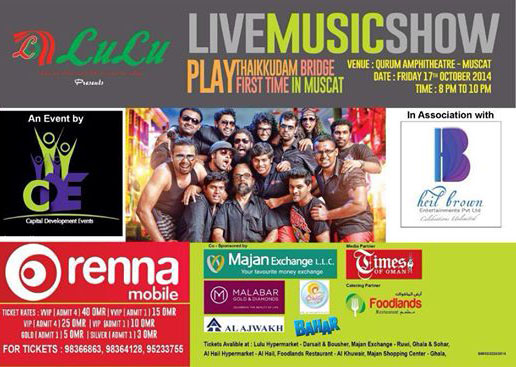 LuLu
Presents
LIVEMUSICSHOW
PLAY THAIKKUDAM BRIDGE
FIRST TIME IN MUSCAT
VENUE : QURUM AMPHITHEATRE - MUSCAT
DATE : FRIDAY 17TH OCTOBER 2014
TIME : 8 PM TO 10 PM
An Event by
CDE
Capital Development Events
In Association with
B
heil brown
Entertainments Pvt Ltd
Celebrations Unlimited
renna
mobile
TICKET RATES : VVIP ( ADMIT 4 ) 40 OMR | VVIP ( ADMIT 1 ) 15 OMR
VIP ( ADMIT 4 ) 25 OMR | VIP (ADMIT 1 ) 10 OMR
GOLD ( ADMIT 1 ) 5 OMR | SILVER ( ADMIT 1 ) 3 OMR
FOR TICKETS : 98366863, 98364128, 95233755
Co - Sponsored by
Majan Exchange L.L.C.
Your favourite money exchange
MALABAR
GOLD & DIAMONDS
AL AJWAKH
BAHAR
Media Partner
Times
OF OMAN
Catering Partner
Foodlands
Restaurant
Tickets Avalible at : Lulu Hypermarket - Darsait & Bousher, Majan Exchange - Ruwi, Ghala & Sohar,
Al Hail Hypermarket - Al Hail, Foodlands Restaurant - Al Khuwair, Majan Shopping Center - Ghala,